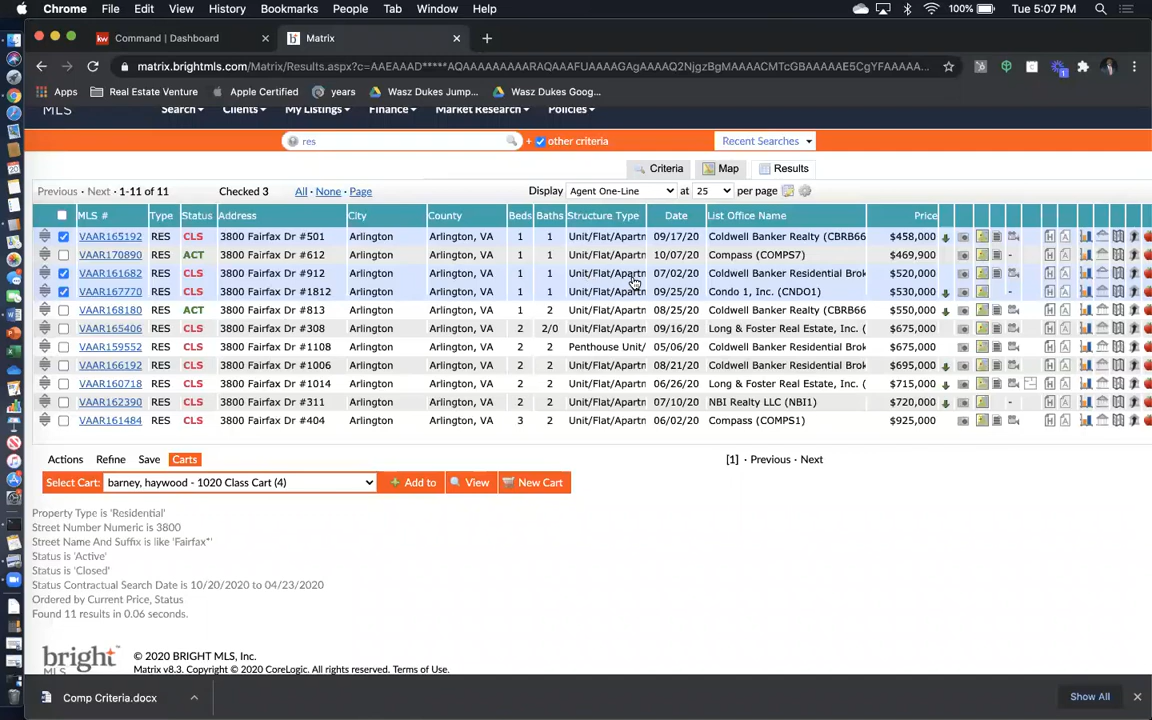 Chrome File Edit View History Bookmarks People Tab Window Help 100% Tue 5:07 PM
kw Command | Dashboard Matrix
matrix.brightmls.com/Matrix/Results.aspx?c=AAEAAAD*****AQAAAAAAAAARAQAAAFUAAAAGAgAAAAQ2NjgzBgMAAAACMTcGBAAAAAE5CgYFAAAAA...
Apps Real Estate Venture Apple Certified years Wasz Dukes Jump... Wasz Dukes Goog...
MLS Search Clients My Listings Finance Market Research Policies
res + other criteria Recent Searches
Criteria Map Results
Previous · Next · 1-11 of 11 Checked 3 All · None · Page Display Agent One-Line at 25 per page
MLS # Type Status Address City County Beds Baths Structure Type Date List Office Name Price
VAAR165192 RES CLS 3800 Fairfax Dr #501 Arlington Arlington, VA 1 1 Unit/Flat/Apartn 09/17/20 Coldwell Banker Realty (CBRB66 $458,000
VAAR170890 RES ACT 3800 Fairfax Dr #612 Arlington Arlington, VA 1 1 Unit/Flat/Apartn 10/07/20 Compass (COMPS7) $469,900
VAAR161682 RES CLS 3800 Fairfax Dr #912 Arlington Arlington, VA 1 1 Unit/Flat/Apartn 07/02/20 Coldwell Banker Residential Brok $520,000
VAAR167770 RES CLS 3800 Fairfax Dr #1812 Arlington Arlington, VA 1 1 Unit/Flat/Apartn 09/25/20 Condo 1, Inc. (CNDO1) $530,000
VAAR168180 RES ACT 3800 Fairfax Dr #813 Arlington Arlington, VA 1 2 Unit/Flat/Apartn 08/25/20 Coldwell Banker Realty (CBRB66 $550,000
VAAR165406 RES CLS 3800 Fairfax Dr #308 Arlington Arlington, VA 2 2/0 Unit/Flat/Apartn 09/16/20 Long & Foster Real Estate, Inc. ( $675,000
VAAR159552 RES CLS 3800 Fairfax Dr #1108 Arlington Arlington, VA 2 2 Penthouse Unit/ 05/06/20 Coldwell Banker Residential Brok $675,000
VAAR166192 RES CLS 3800 Fairfax Dr #1006 Arlington Arlington, VA 2 2 Unit/Flat/Apartn 08/21/20 Coldwell Banker Residential Brok $695,000
VAAR160718 RES CLS 3800 Fairfax Dr #1014 Arlington Arlington, VA 2 2 Unit/Flat/Apartn 06/26/20 Long & Foster Real Estate, Inc. ( $715,000
VAAR162390 RES CLS 3800 Fairfax Dr #311 Arlington Arlington, VA 2 2 Unit/Flat/Apartn 07/10/20 NBI Realty LLC (NBI1) $720,000
VAAR161484 RES CLS 3800 Fairfax Dr #404 Arlington Arlington, VA 3 2 Unit/Flat/Apartn 06/02/20 Compass (COMPS1) $925,000
Actions Refine Save Carts [1] Previous · Next
Select Cart: barney, haywood - 1020 Class Cart (4) Add to View New Cart
Property Type is 'Residential'
Street Number Numeric is 3800
Street Name And Suffix is like 'Fairfax*'
Status is 'Active'
Status is 'Closed'
Status Contractual Search Date is 10/20/2020 to 04/23/2020
Ordered by Current Price, Status
Found 11 results in 0.06 seconds.
bright MLS © 2020 BRIGHT MLS, Inc.
Matrix v8.3. Copyright © 2020 CoreLogic. All rights reserved. Terms of Use.
Comp Criteria.docx Show All